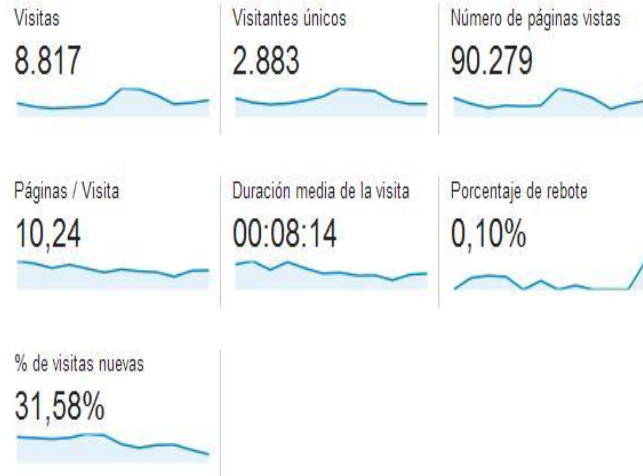 Visitas
8.817
Visitantes únicos
2.883
Número de páginas vistas
90.279
Páginas / Visita
10,24
Duración media de la visita
00:08:14
Porcentaje de rebote
0,10%
% de visitas nuevas
31,58%